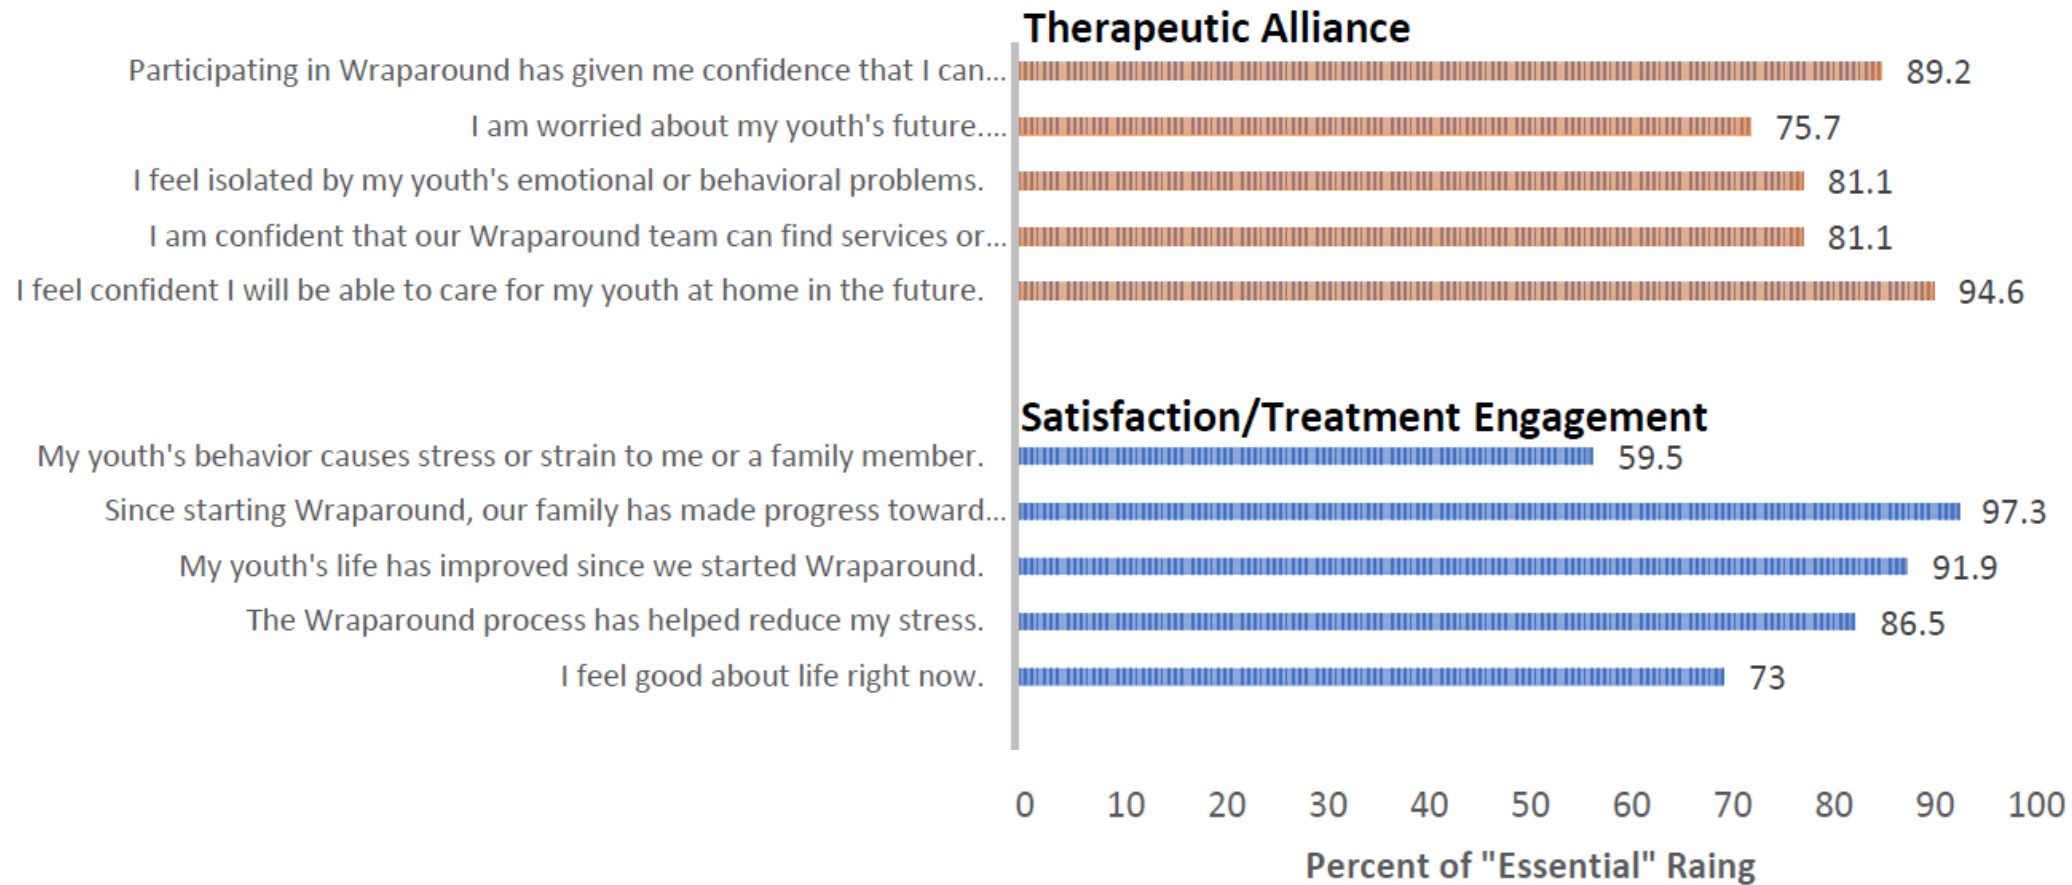 Therapeutic Alliance
Participating in Wraparound has given me confidence that I can... 89.2
I am worried about my youth's future.... 75.7
I feel isolated by my youth's emotional or behavioral problems. 81.1
I am confident that our Wraparound team can find services or... 81.1
I feel confident I will be able to care for my youth at home in the future. 94.6
Satisfaction/Treatment Engagement
My youth's behavior causes stress or strain to me or a family member. 59.5
Since starting Wraparound, our family has made progress toward... 97.3
My youth's life has improved since we started Wraparound. 91.9
The Wraparound process has helped reduce my stress. 86.5
I feel good about life right now. 73
0 10 20 30 40 50 60 70 80 90 100
Percent of "Essential" Raing